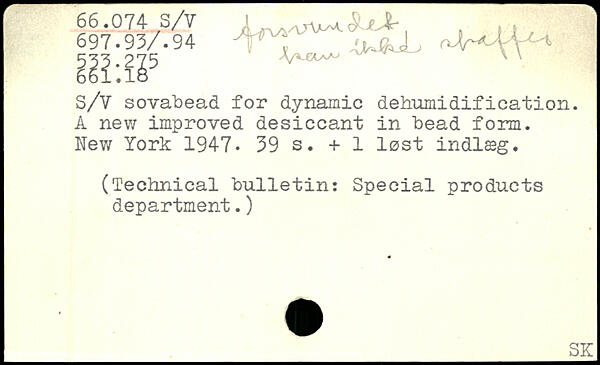 66.074 S/V
forsvundet
kan ikke skaffes
697.93/.94
533.275
661.18
S/V sovabead for dynamic dehumidification.
A new improved desiccant in bead form.
New York 1947. 39 s. + 1 løst indlæg.
(Technical bulletin: Special products
department.)
SK